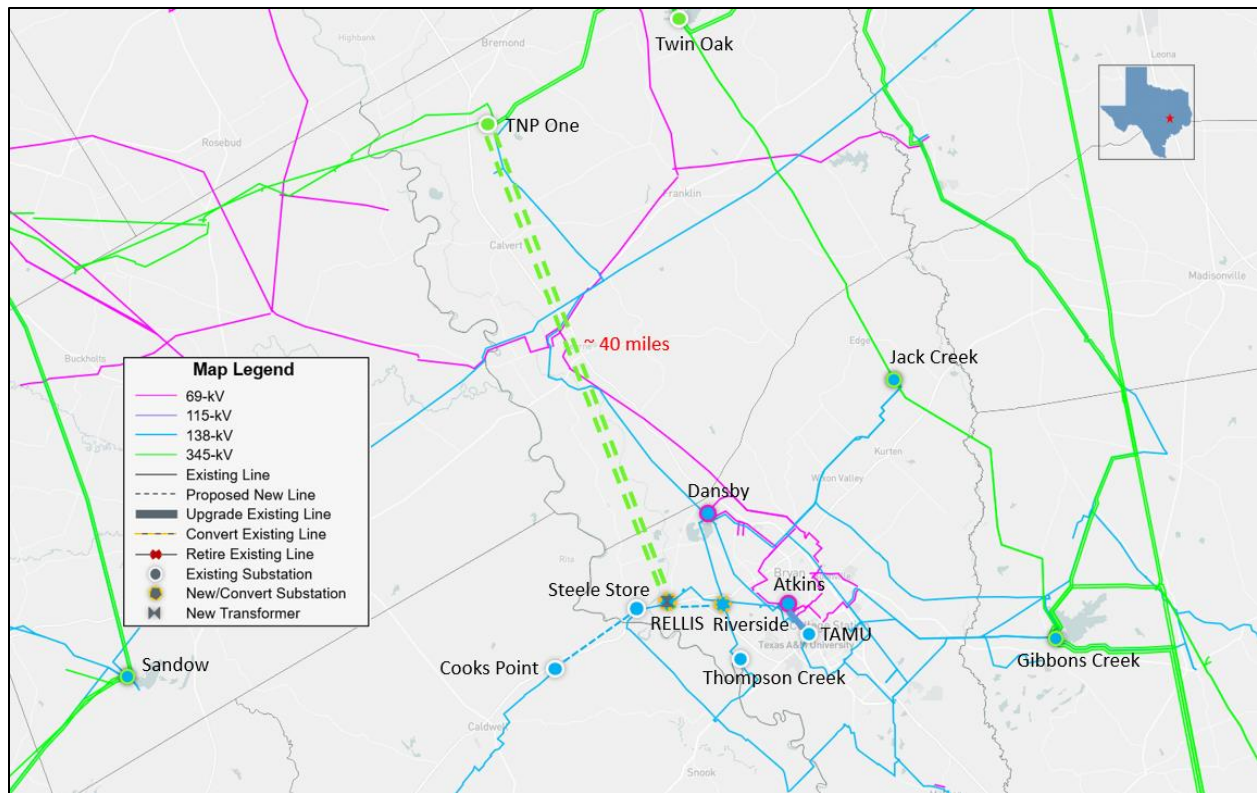 Highbank
Bremond
Twin Oak
Leona
TNP One
Rosebud
Franklin
Calvert
Madisonville
~ 40 miles
Edge
Jack Creek
Buckholts
Map Legend
69-kV
115-kV
138-kV
345-kV
Existing Line
Proposed New Line
Upgrade Existing Line
Convert Existing Line
Retire Existing Line
Existing Substation
New/Convert Substation
New Transformer
Kurten
Wixon Valley
Dansby
Rita
Bryan
Atkins
Steele Store
RELLIS
Riverside
TAMU
Texas A&M University
Gibbons Creek
Sandow
Cooks Point
Thompson Creek
Caldwell
Snook